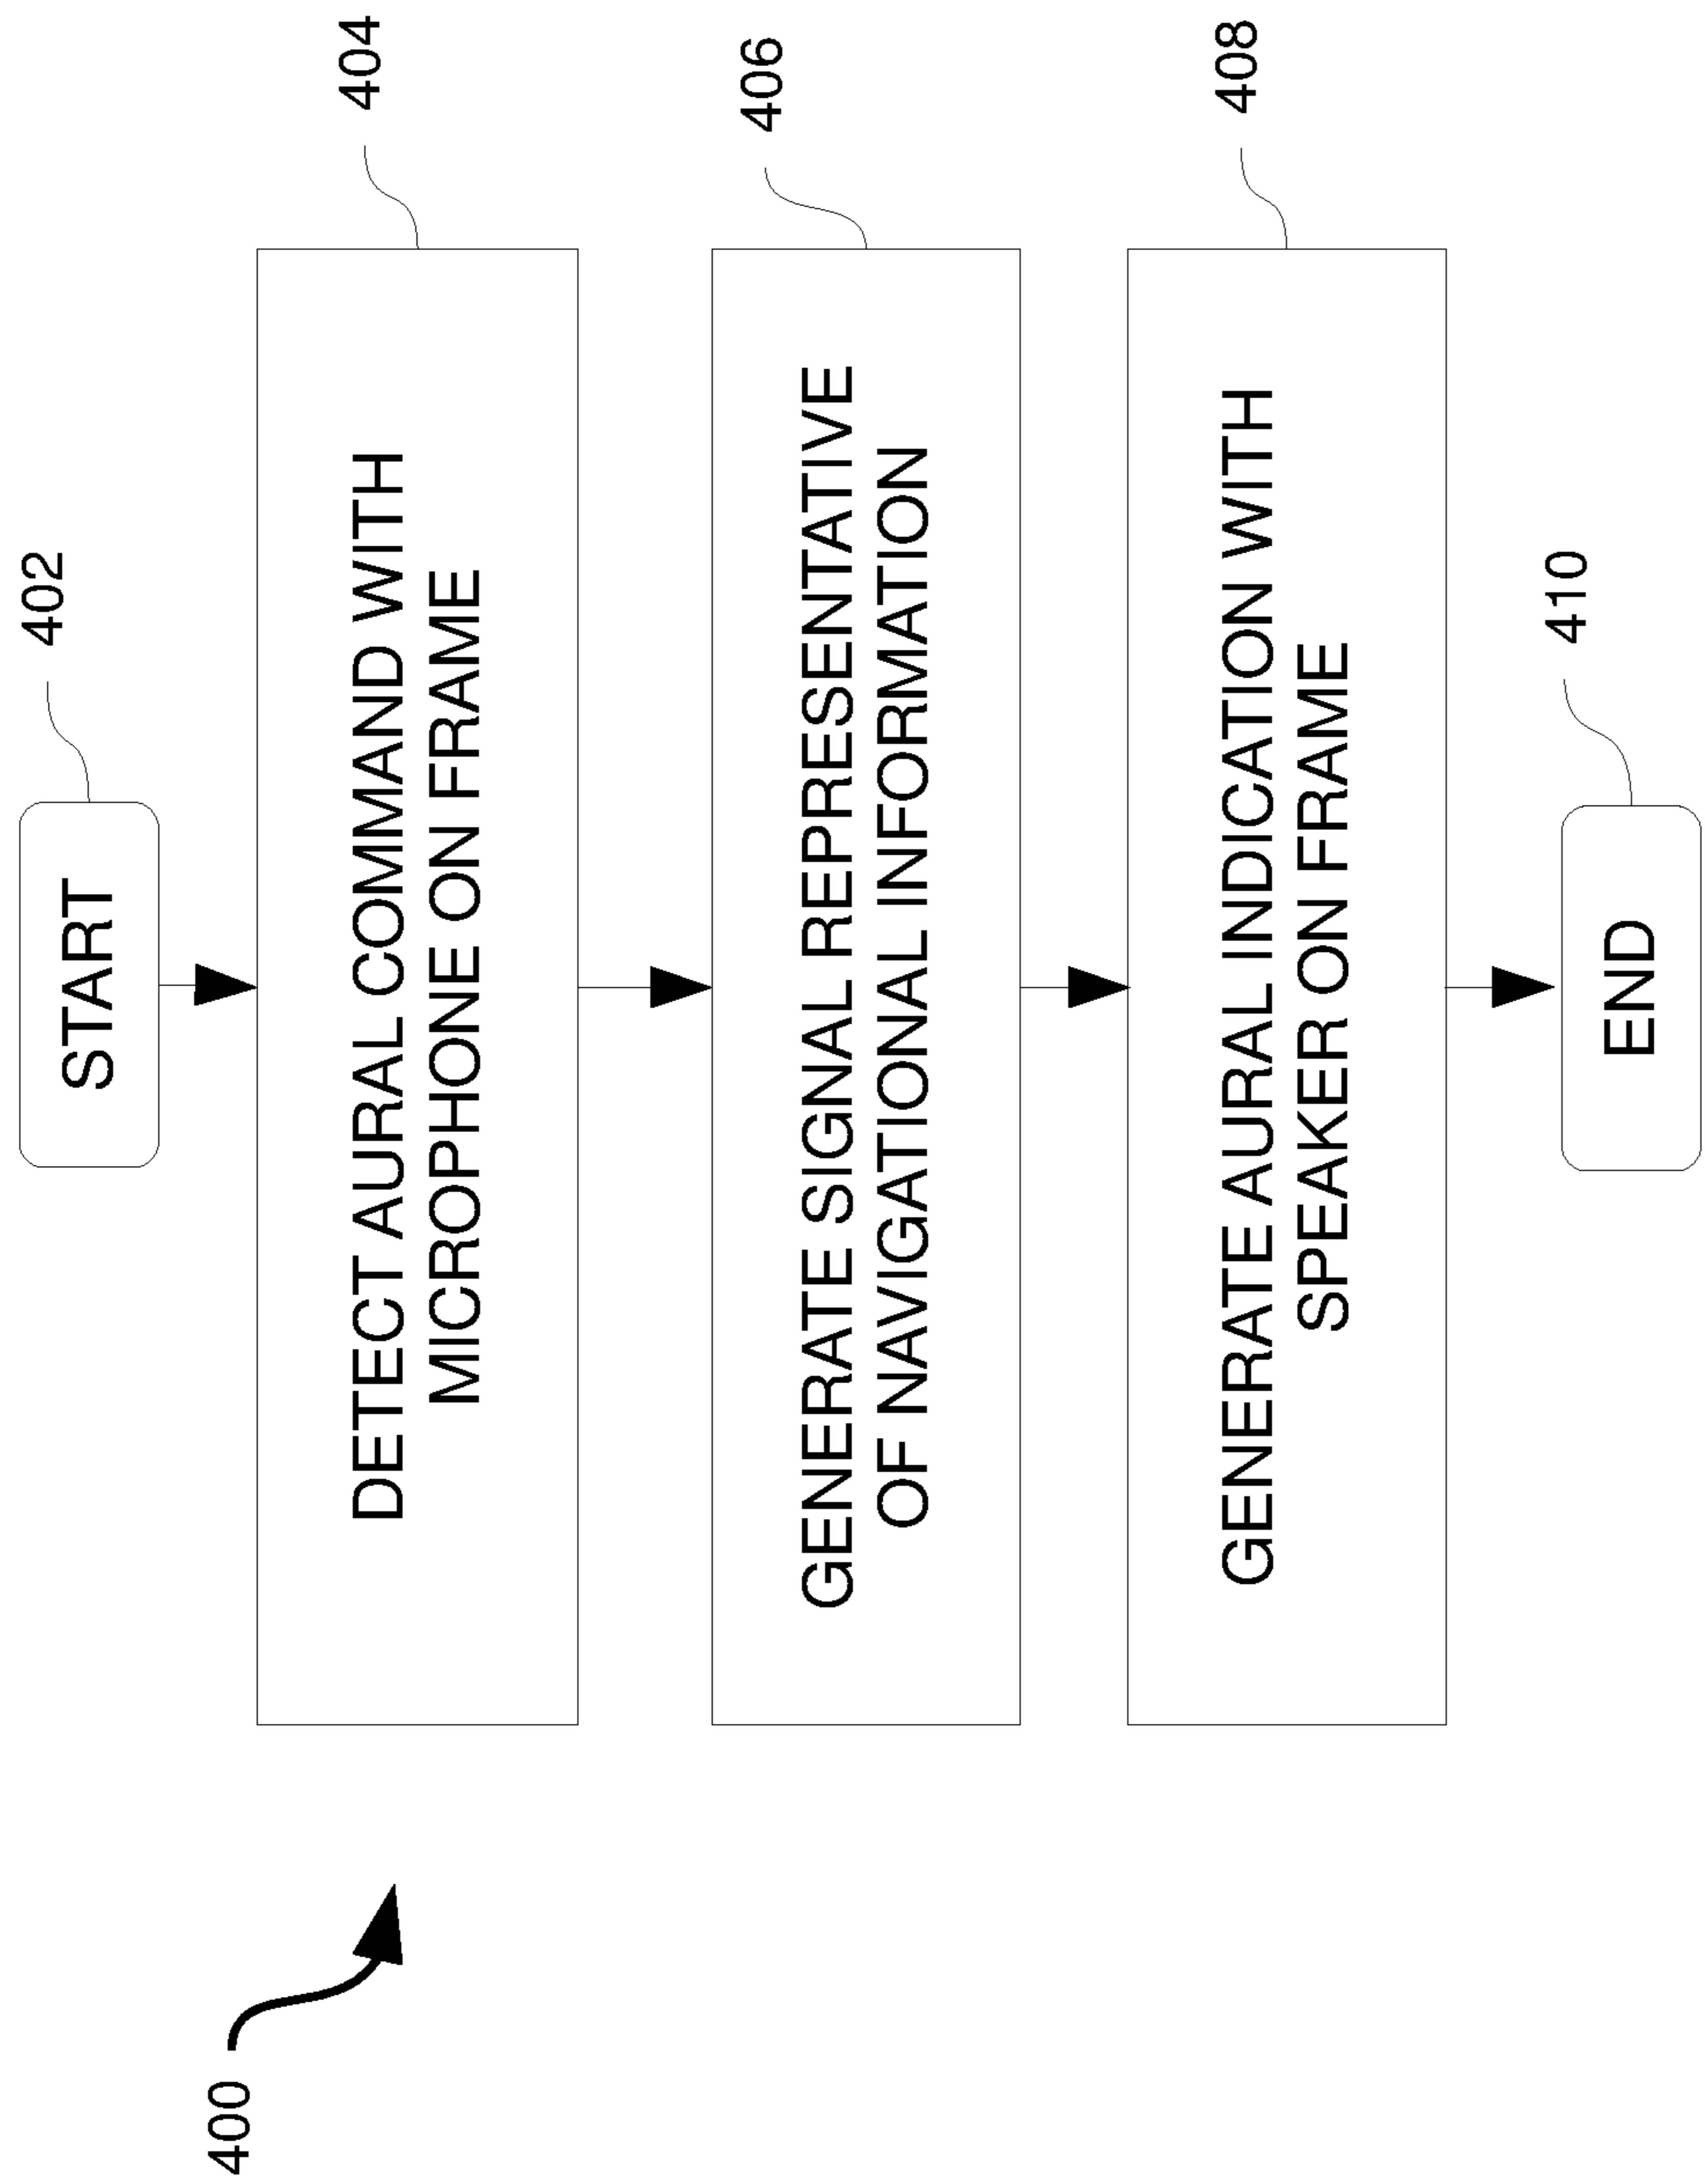 400
START
402
DETECT AURAL COMMAND WITH
MICROPHONE ON FRAME
404
GENERATE SIGNAL REPRESENTATIVE
OF NAVIGATIONAL INFORMATION
406
GENERATE AURAL INDICATION WITH
SPEAKER ON FRAME
408
END
410